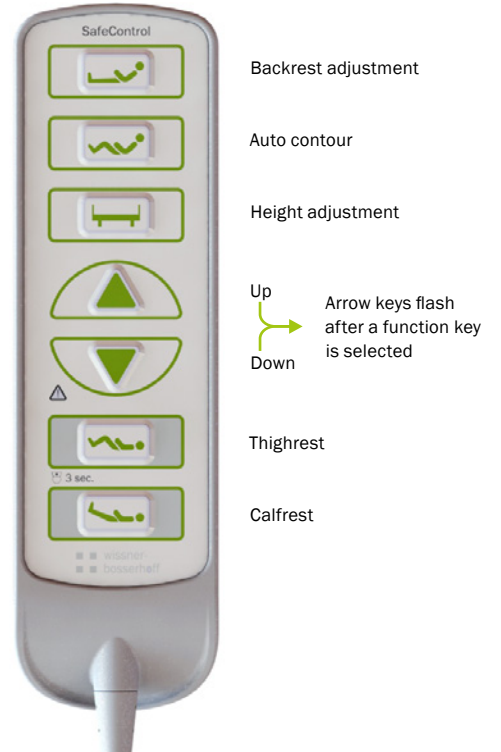 SafeControl
Backrest adjustment
Auto contour
Height adjustment
Up
Arrow keys flash
after a function key
is selected
Down
Thighrest
3 sec.
Calfrest
wissner-
bosserhoff